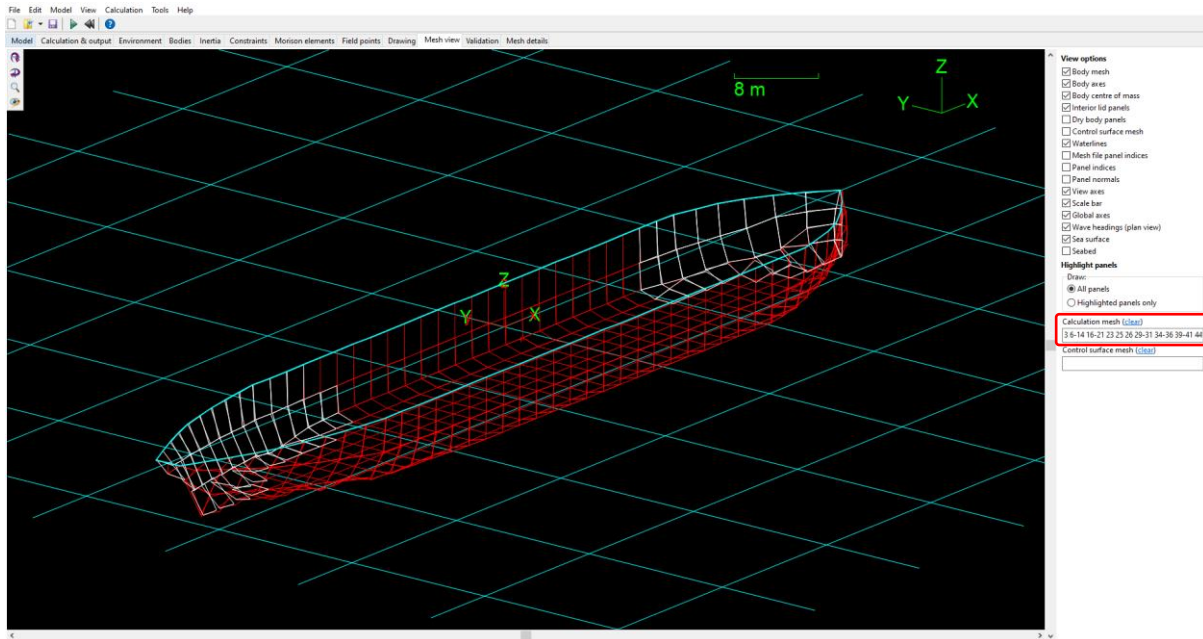 File Edit Model View Calculation Tools Help
Model Calculation & output Environment Bodies Inertia Constraints Morison elements Field points Drawing Mesh view Validation Mesh details
8 m
Z
Y X
Z
Y X
View options
Body mesh
Body axes
Body centre of mass
Interior lid panels
Dry body panels
Control surface mesh
Waterlines
Mesh file panel indices
Panel indices
Panel normals
View axes
Scale bar
Global axes
Wave headings (plan view)
Sea surface
Seabed
Highlight panels
Draw:
All panels
Highlighted panels only
Calculation mesh (clear)
3 6-14 16-21 23 25 26 29-31 34-36 39-41 44
Control surface mesh (clear)